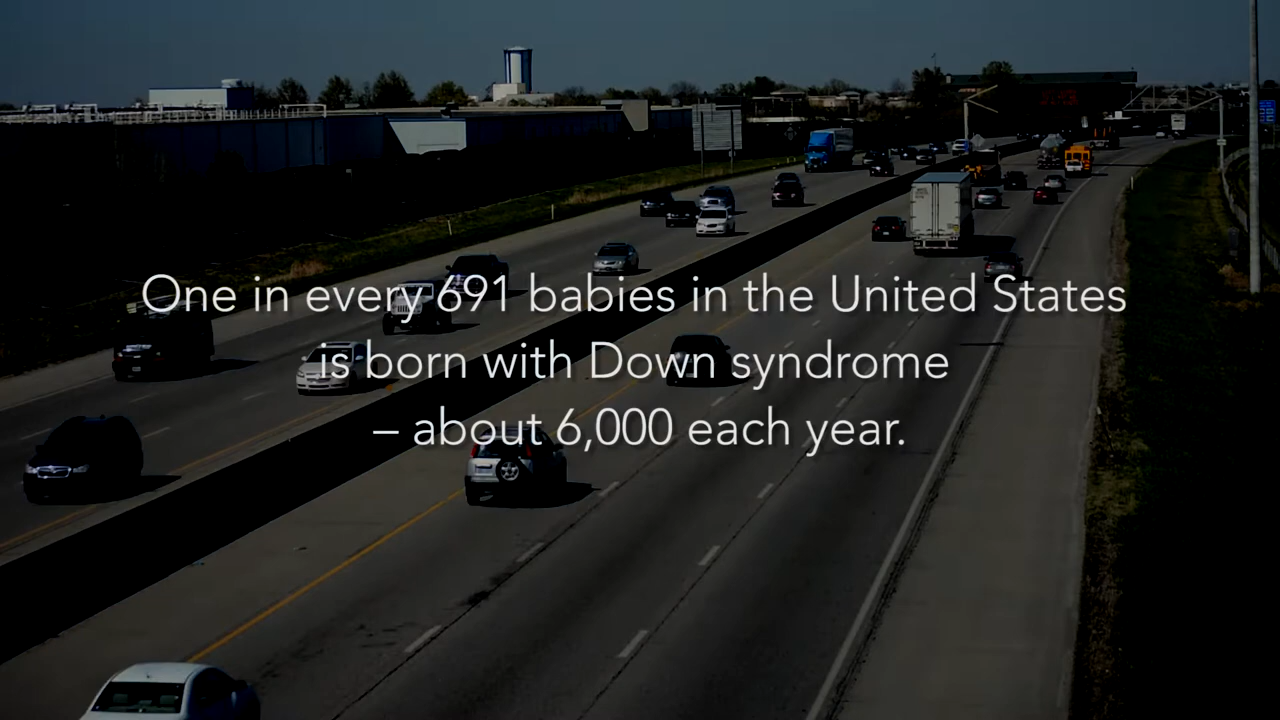 One in every 691 babies in the United States
is born with Down syndrome
– about 6,000 each year.